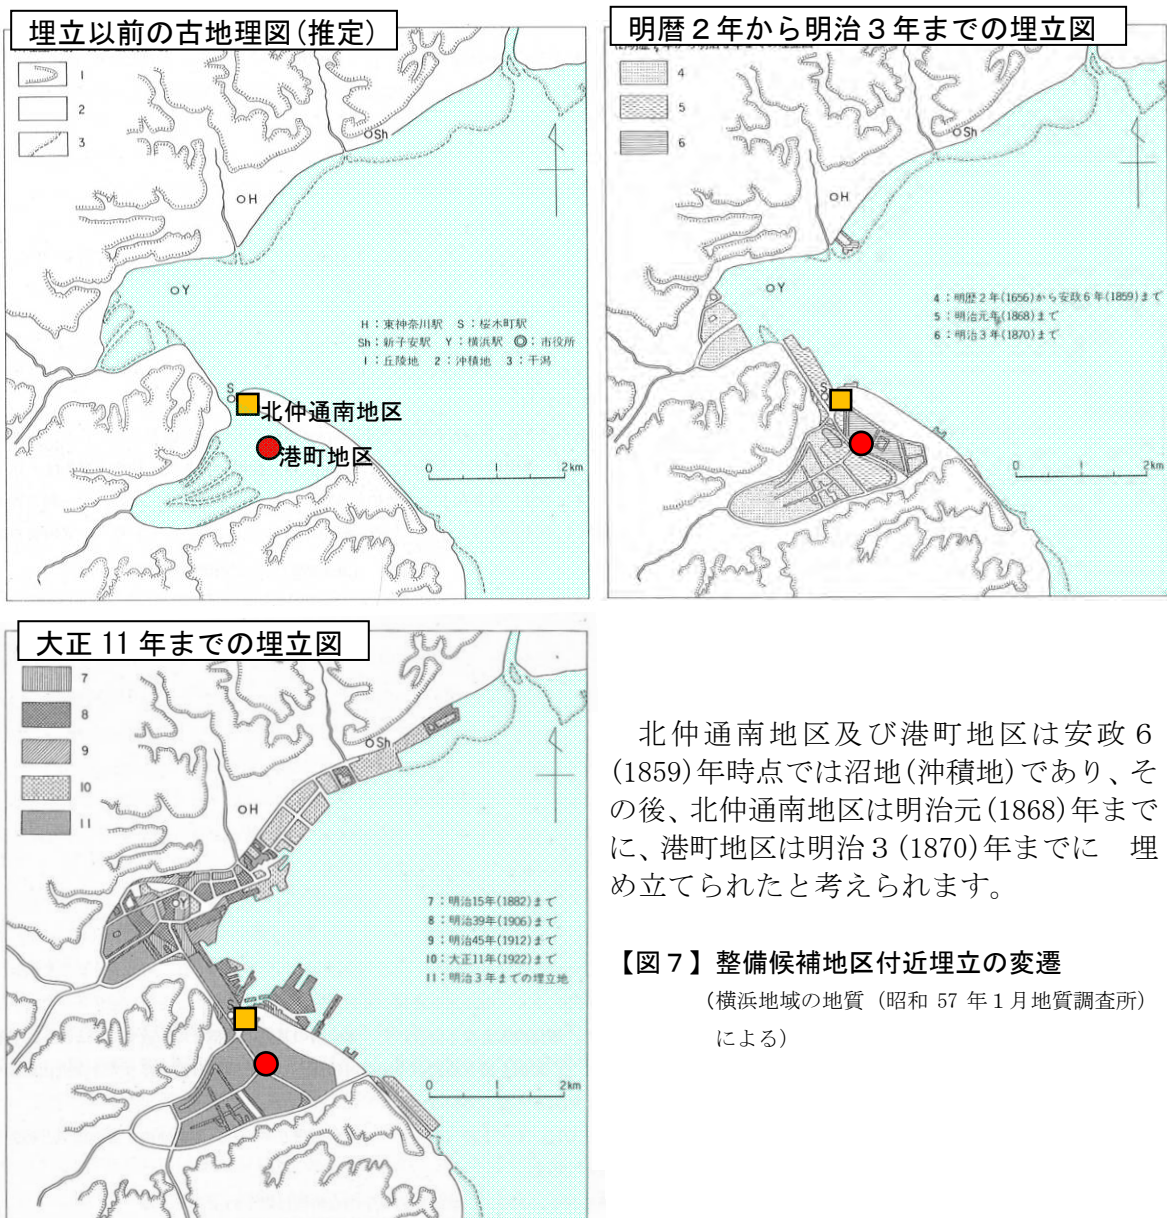 埋立以前の古地理図(推定)
1
2
3
Sh
H
Y
H：東神奈川駅 S：桜木町駅
Sh：新子安駅 Y：横浜駅 ◎：市役所
1：丘陵地 2：沖積地 3：干潟
S
北仲通南地区
港町地区
0 1 2km
明暦２年から明治３年までの埋立図
4
5
6
Sh
H
Y
4：明暦２年(1656)から安政６年(1859)まで
5：明治元年(1868)まで
6：明治３年(1870)まで
S
0 1 2km
大正 11 年までの埋立図
7
8
9
10
11
Sh
H
Y
7：明治15年(1882)まで
8：明治39年(1906)まで
9：明治45年(1912)まで
10：大正11年(1922)まで
11：明治３年までの埋立地
S
0 1 2km
北仲通南地区及び港町地区は安政６
(1859)年時点では沼地(沖積地)であり、そ
の後、北仲通南地区は明治元(1868)年まで
に、港町地区は明治３(1870)年までに　埋
め立てられたと考えられます。
【図７】整備候補地区付近埋立の変遷
（横浜地域の地質（昭和 57 年１月地質調査所）
による）